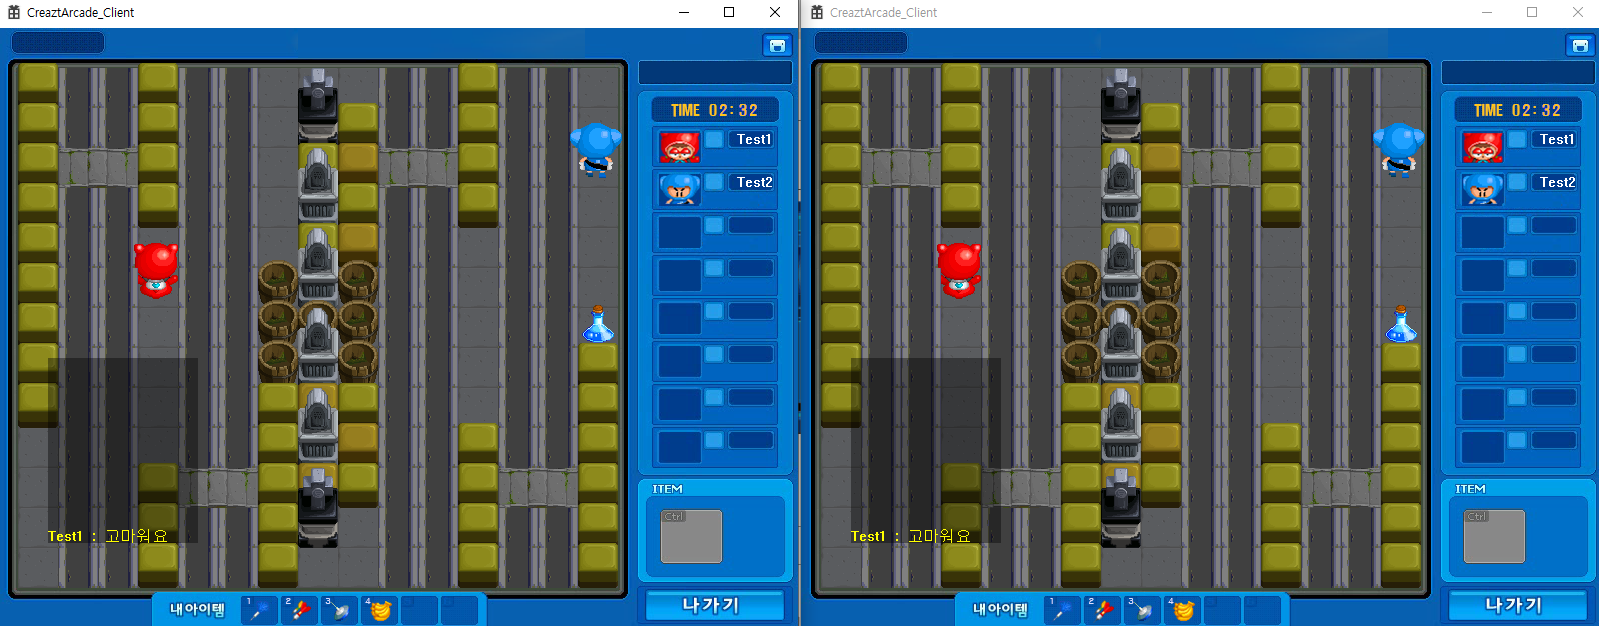 CreaztArcade_Client
TIME 02:32
Test1
Test2
Test1 : 고마워요
ITEM
Ctrl
내아이템
1
2
3
4
나가기
CreaztArcade_Client
TIME 02:32
Test1
Test2
Test1 : 고마워요
ITEM
Ctrl
내아이템
1
2
3
4
나가기